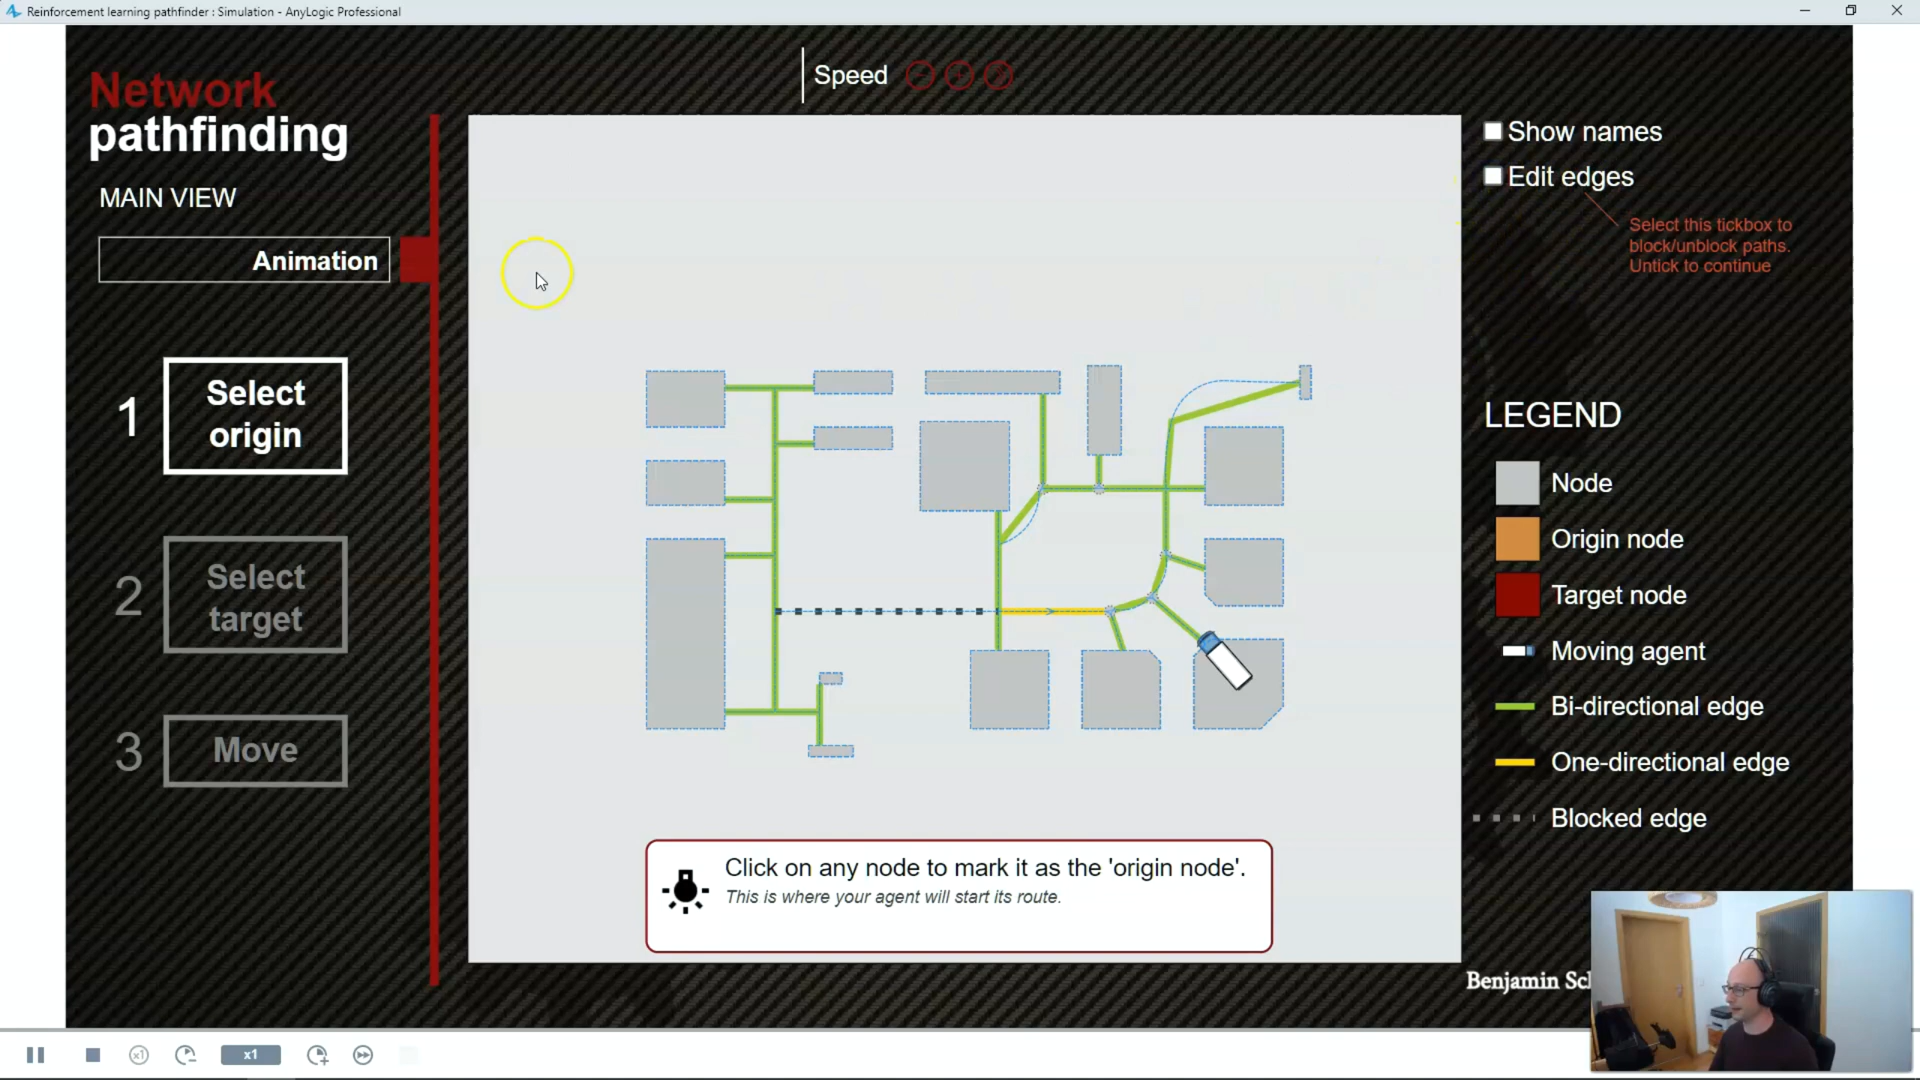 Reinforcement learning pathfinder : Simulation - AnyLogic Professional
Network
pathfinding
MAIN VIEW
Animation
1
Select
origin
2
Select
target
3
Move
Speed
Show names
Edit edges
Select this tickbox to
block/unblock paths.
Untick to continue
LEGEND
Node
Origin node
Target node
Moving agent
Bi-directional edge
One-directional edge
Blocked edge
Click on any node to mark it as the 'origin node'.
This is where your agent will start its route.
Benjamin
x1
x1